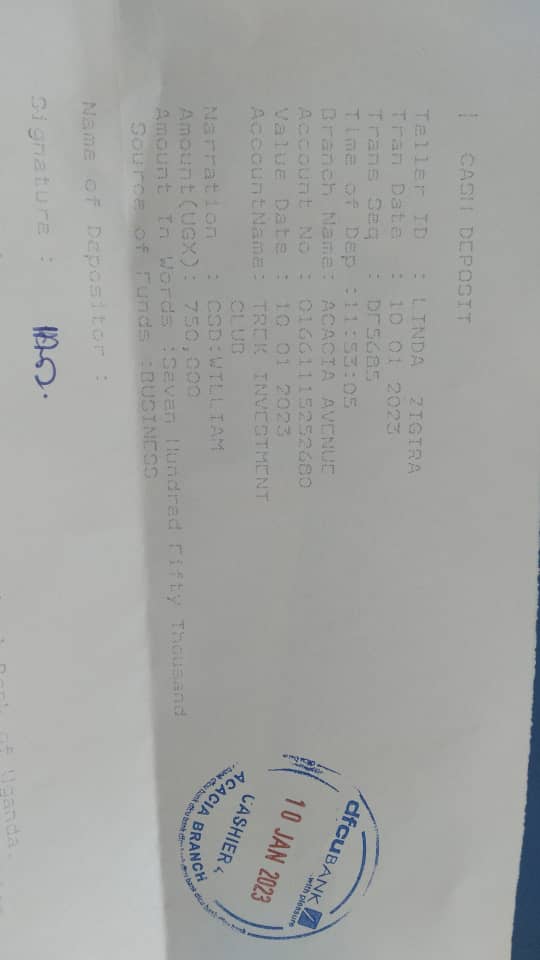 CASH DEPOSIT
Teller ID : LINDA ZIGIRA
Tran Date : 10 01 2023
Trans Seq : DF5685
Time of Dep :11:53:05
Branch Name: ACACIA AVENUE
Account No : 01661115252680
Value Date : 10 01 2023
AccountName: TREK INVESTMENT
CLUB
Narration : CSD:WILLIAM
Amount(UGX): 750,000
Amount In Words :Seven Hundred Fifty Thousand
Source of Funds :BUSINESS
Name of Depositor :
Signature :
dfcu BANK
with pleasure
10 JAN 2023
CASHIER
ACACIA BRANCH
Bank of Uganda.